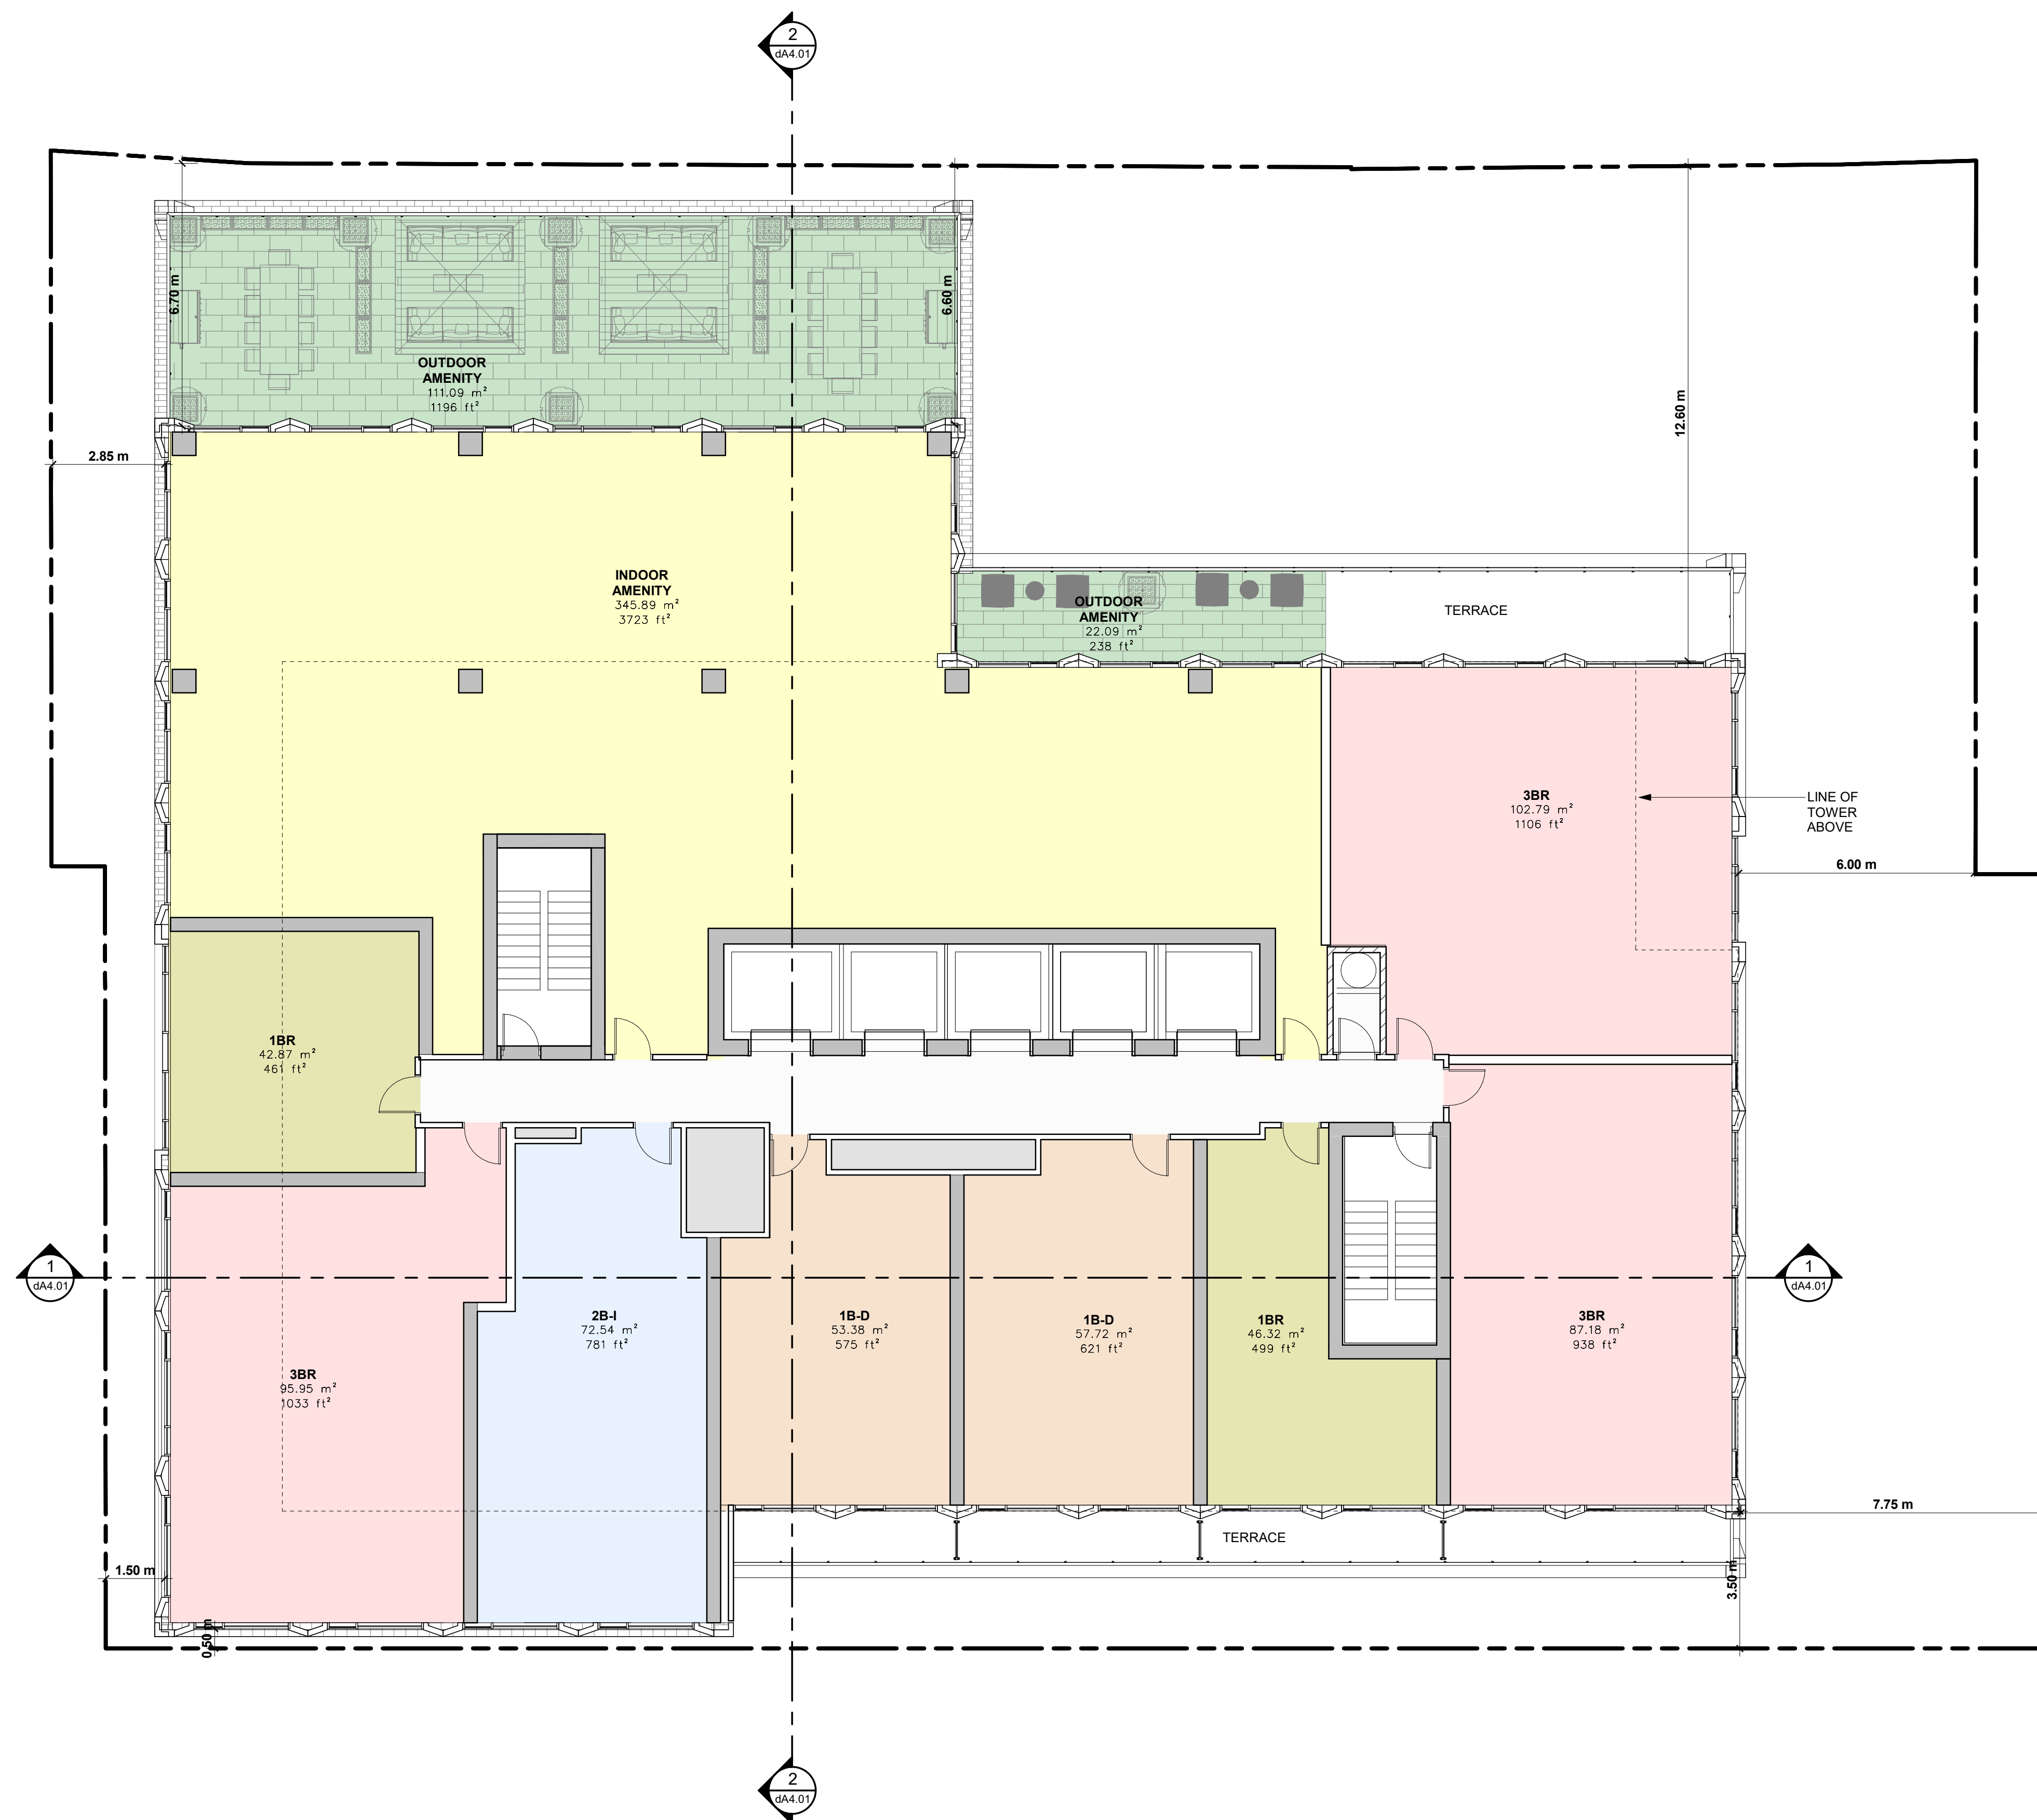 2
dA4.01
6.70 m
6.60 m
OUTDOOR
AMENITY
111.09 m²
1196 ft²
2.85 m
12.60 m
INDOOR
AMENITY
345.89 m²
3723 ft²
OUTDOOR
AMENITY
22.09 m²
238 ft²
TERRACE
3BR
102.79 m²
1106 ft²
LINE OF
TOWER
ABOVE
6.00 m
1BR
42.87 m²
461 ft²
1
dA4.01
1
dA4.01
2B-I
72.54 m²
781 ft²
1B-D
53.38 m²
575 ft²
1B-D
57.72 m²
621 ft²
1BR
46.32 m²
499 ft²
3BR
87.18 m²
938 ft²
3BR
95.95 m²
1033 ft²
7.75 m
TERRACE
1.50 m
3.50 m
0.50 m
2
dA4.01